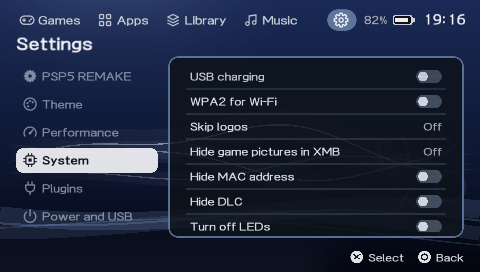 Games Apps Library Music 82% 19:16
Settings
PSP5 REMAKE
Theme
Performance
System
Plugins
Power and USB
USB charging
WPA2 for Wi-Fi
Skip logos Off
Hide game pictures in XMB Off
Hide MAC address
Hide DLC
Turn off LEDs
Select Back